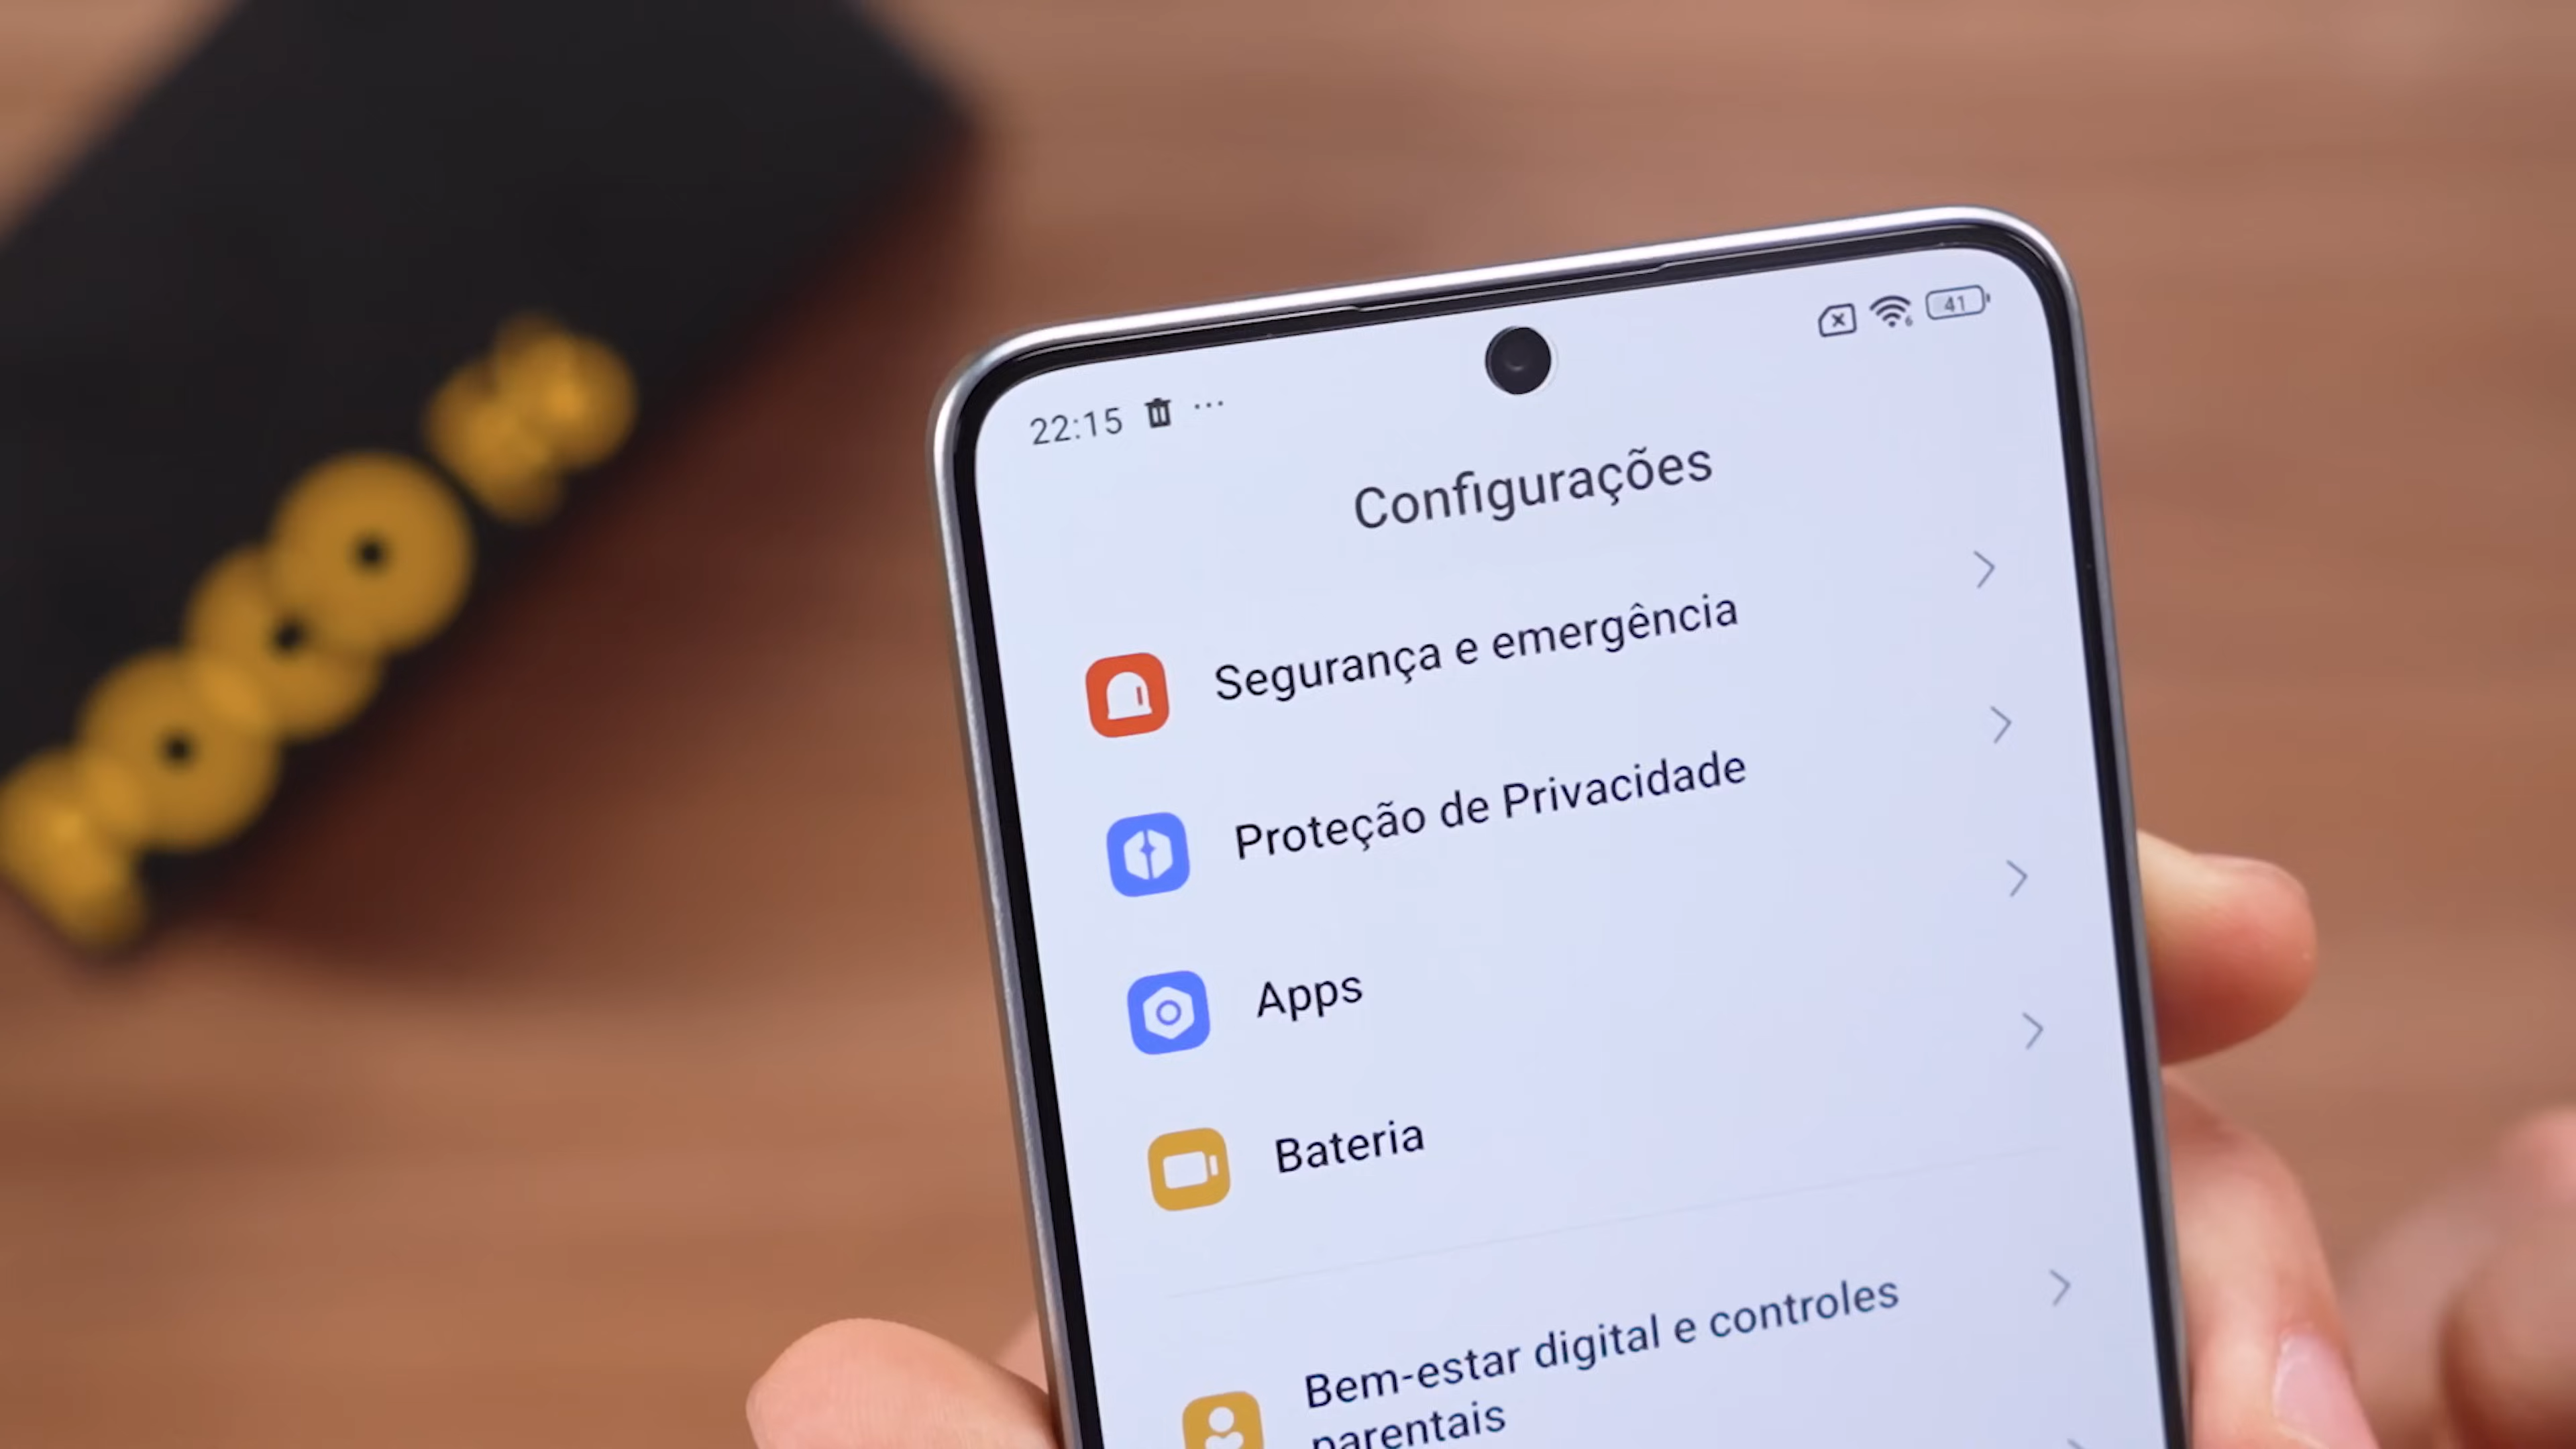 22:15 ...
41
Configurações
Segurança e emergência
Proteção de Privacidade
Apps
Bateria
Bem-estar digital e controles
parentais